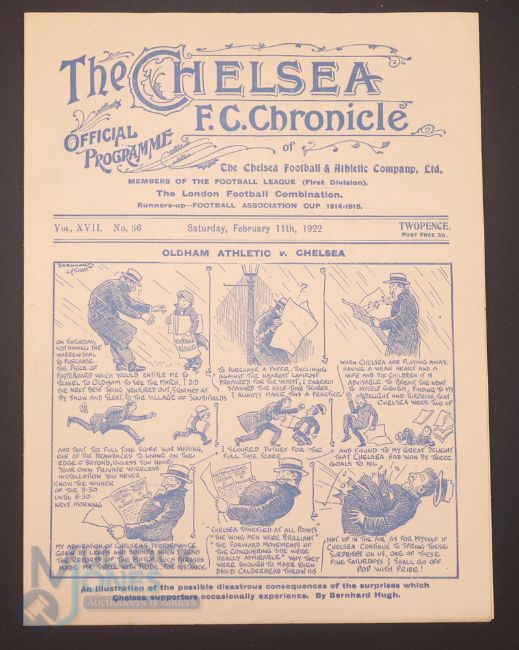 The CHELSEA
F.C. Chronicle
OFFICIAL
PROGRAMME
of
The Chelsea Football & Athletic Company, Ltd.
MEMBERS OF THE FOOTBALL LEAGUE (First Division).
The London Football Combination.
Runners-up—FOOTBALL ASSOCIATION CUP 1914-1915.
VOL. XVII. No. 36
Saturday, February 11th, 1922
TWOPENCE.
POST FREE 3D.
OLDHAM ATHLETIC v. CHELSEA
BERNHARD
HUGH
FOOTBALL
ON SATURDAY,
NOT HAVING THE
WHEREWITHAL
TO PURCHASE
THE PIECE OF
PASTEBOARD WHICH WOULD ENTITLE ME TO
TRAVEL TO OLDHAM TO SEE THE MATCH, I DID
THE NEXT BEST THING VENTURED OUT, STORMED AT
BY SNOW AND SLEET, TO THE VILLAGE OF SOUTHFIELDS
TO PURCHASE A PAPER. RECLINING
AGAINST THE NEAREST LAMPOST
PREPARED FOR THE WORST, I EAGERLY
SCANNED THE HALF-TIME SCORES,
I ALWAYS MAKE THIS A PRACTICE
WHEN CHELSEA ARE PLAYING AWAY.
HAVING A WEAK HEART AND A
WIFE AND SIX CHILDREN IT IS
ADVISABLE TO BREAK THE NEWS
TO MYSELF GENTLY, FINDING TO MY
DELIGHT AND SURPRISE THAT
CHELSEA WERE TWO UP
AND THAT THE FULL TIME SCORE WAS MISSING,
ONE OF THE DRAWBACKS TO LIVING ON THE
EDGE O' BEYOND, UNLESS YOU HAVE
YOUR OWN PRIVATE WIRELESS
INSTALLATION YOU NEVER
KNOW THE WINNER
OF THE 3-30
UNTIL 8-30
NEXT MORNING
I SCOURED PUTNEY FOR THE
FULL TIME SCORE
AND FOUND TO MY GREAT DELIGHT
THAT CHELSEA HAD WON BY THREE
GOALS TO NIL.
MY ADMIRATION OF CHELSEA'S PERFORMANCE
GREW BY LEAPS AND BOUNDS WHEN I READ
THE REPORTS OF THE MATCH, SUCH PHRASES
MADE ME SWELL WITH PRIDE, FOR INSTANCE
"CHELSEA SPARKLED AT ALL POINTS"
"THE WING MEN WERE BRILLIANT"
"THE FORWARD MOVEMENTS OF
THE CONQUERING SIDE WERE
REALLY ADMIRABLE" WHY THEY
WERE ENOUGH TO MAKE EVEN
DAVID CALDERHEAD THROW HIS
HAT UP IN THE AIR. AS FOR MYSELF IF
CHELSEA CONTINUE TO SPRING THESE
SURPRISES ON US, ONE OF THESE
FINE SATURDAYS I SHALL GO OFF
POP WITH PRIDE!
An illustration of the possible disastrous consequences of the surprises which
Chelsea supporters occasionally experience. By Bernhard Hugh.
JONES
Auctioneers & Valuers